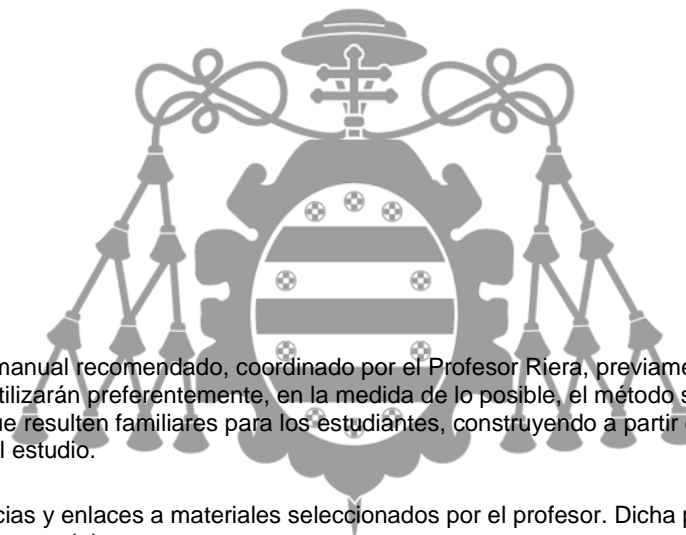 manual recomendado, coordinado por el Profesor Riera, previame
utilizarán preferentemente, en la medida de lo posible, el método s
ue resulten familiares para los estudiantes, construyendo a partir
l estudio.
cias y enlaces a materiales seleccionados por el profesor. Dicha p